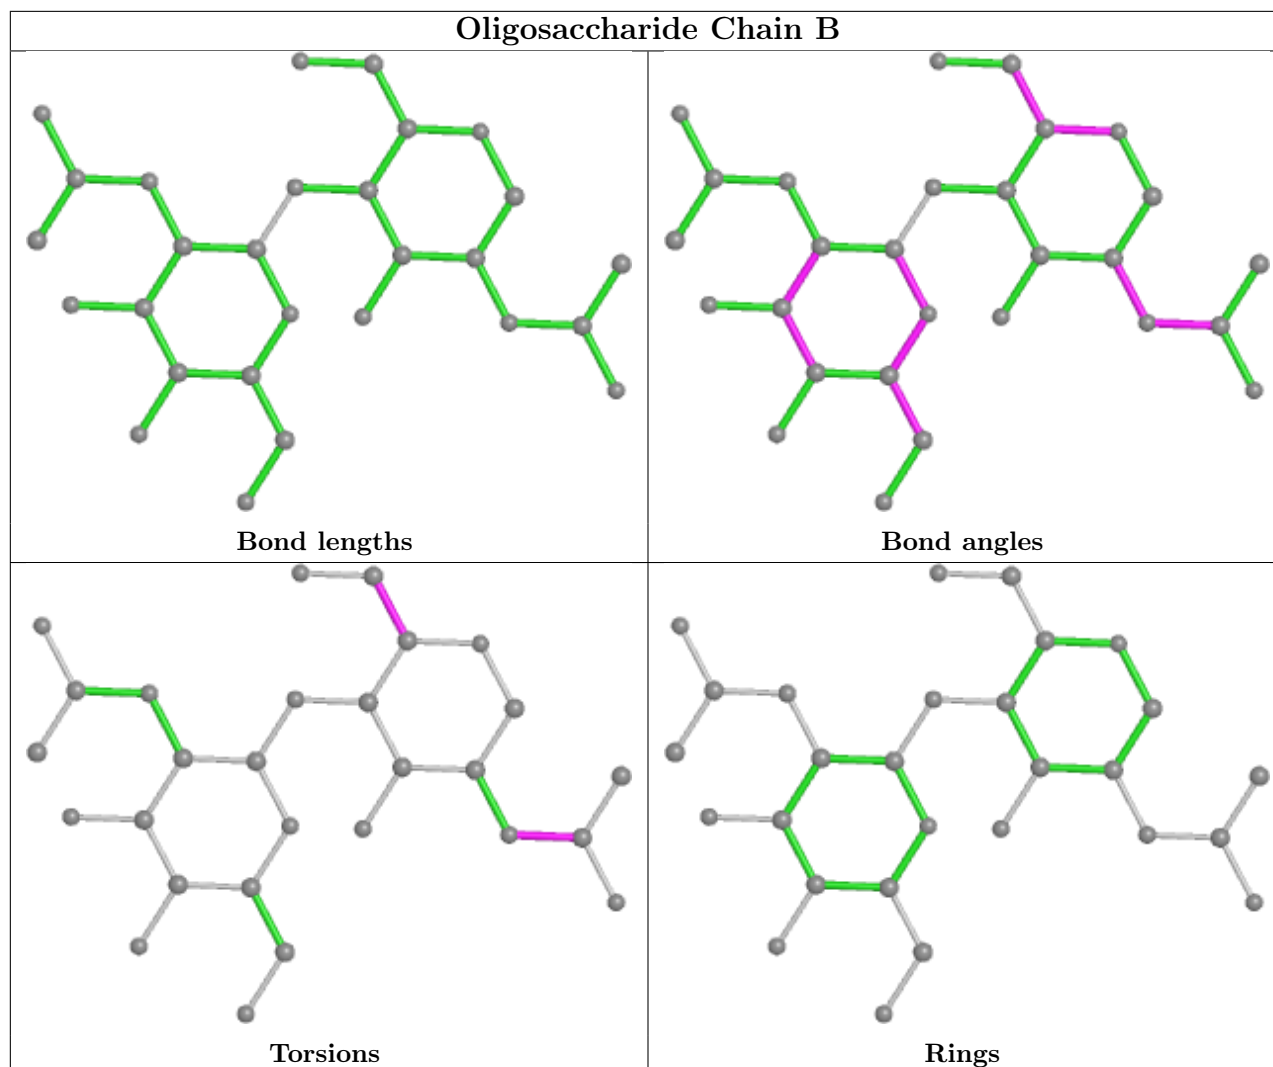 Oligosaccharide Chain B
Bond lengths
Bond angles
Torsions
Rings